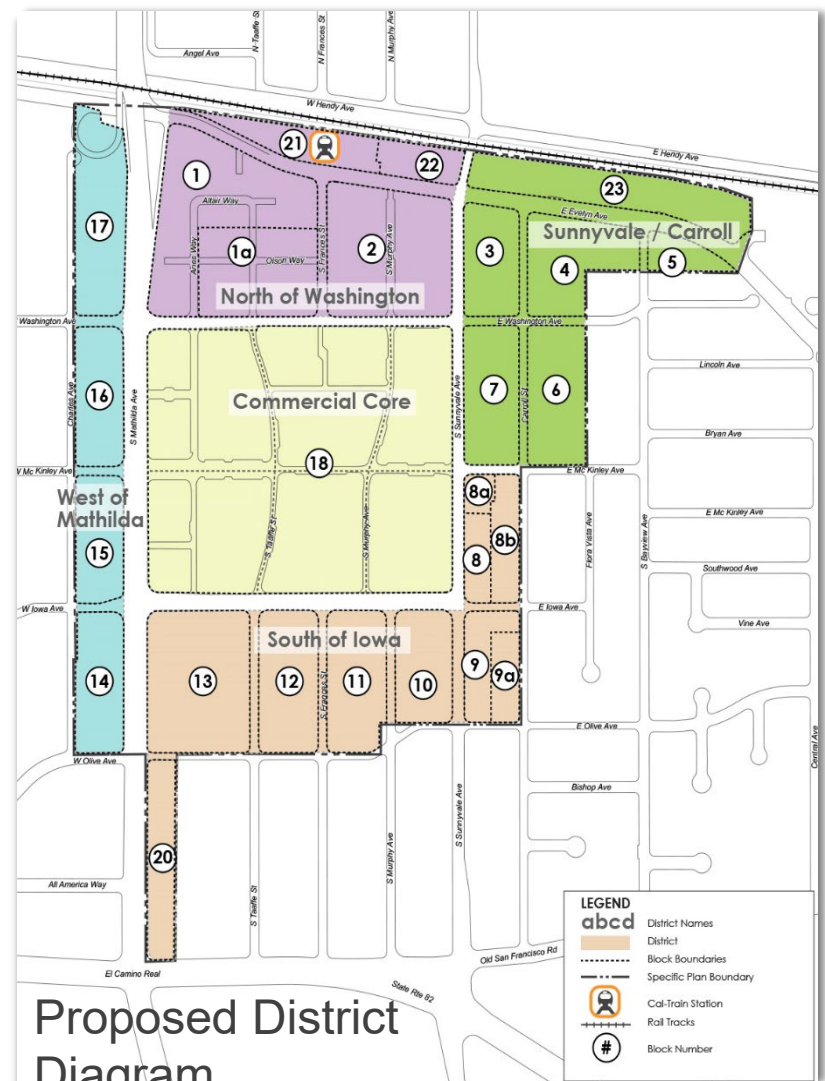 N Taaffe St
N Frances St
N Murphy Ave
Angel Ave
W Hendy Ave
E Hendy Ave
21
22
1
23
17
Altair Way
E Evelyn Ave
Sunnyvale / Carroll
Aries Way
1a
Olson Way
S Frances St
2
S Murphy Ave
3
4
5
North of Washington
Washington Ave
E Washington Ave
Lincoln Ave
Charles Ave
16
S Mathilda Ave
Commercial Core
S Sunnyvale Ave
7
Carroll St
6
Bryan Ave
18
W Mc Kinley Ave
E Mc Kinley Ave
West of
Mathilda
8a
E Mc Kinley Ave
15
S Taaffe St
S Murphy Ave
8
8b
Flora Vista Ave
S Bayview Ave
Southwood Ave
W Iowa Ave
E Iowa Ave
Vine Ave
South of Iowa
14
13
12
S Frances St
11
10
9
9a
E Olive Ave
Central Ave
W Olive Ave
Bishop Ave
20
S Murphy Ave
S Sunnyvale Ave
All America Way
S Taaffe St
El Camino Real
Old San Francisco Rd
State Rte 82
LEGEND
abcd District Names
District
Block Boundaries
Specific Plan Boundary
Cal-Train Station
Rail Tracks
# Block Number
Proposed District
Diagram